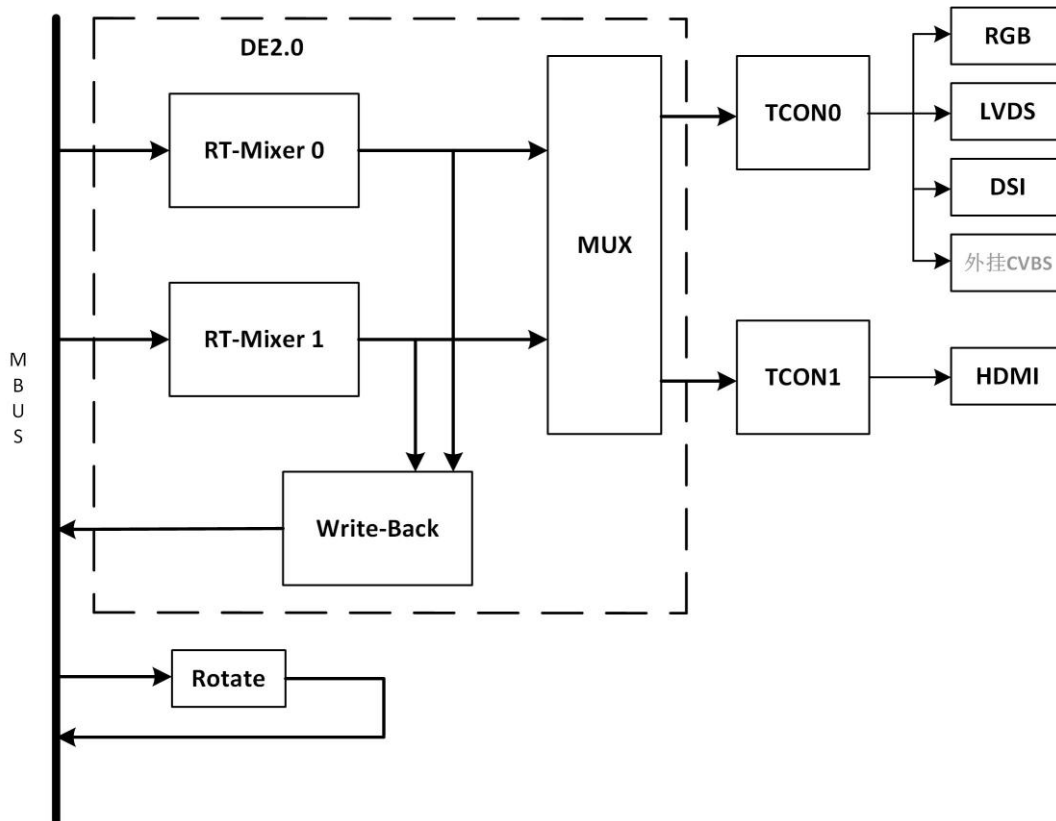 DE2.0
RGB
RT-Mixer 0
TCON0
LVDS
DSI
MUX
外挂CVBS
RT-Mixer 1
TCON1
HDMI
M
B
U
S
Write-Back
Rotate